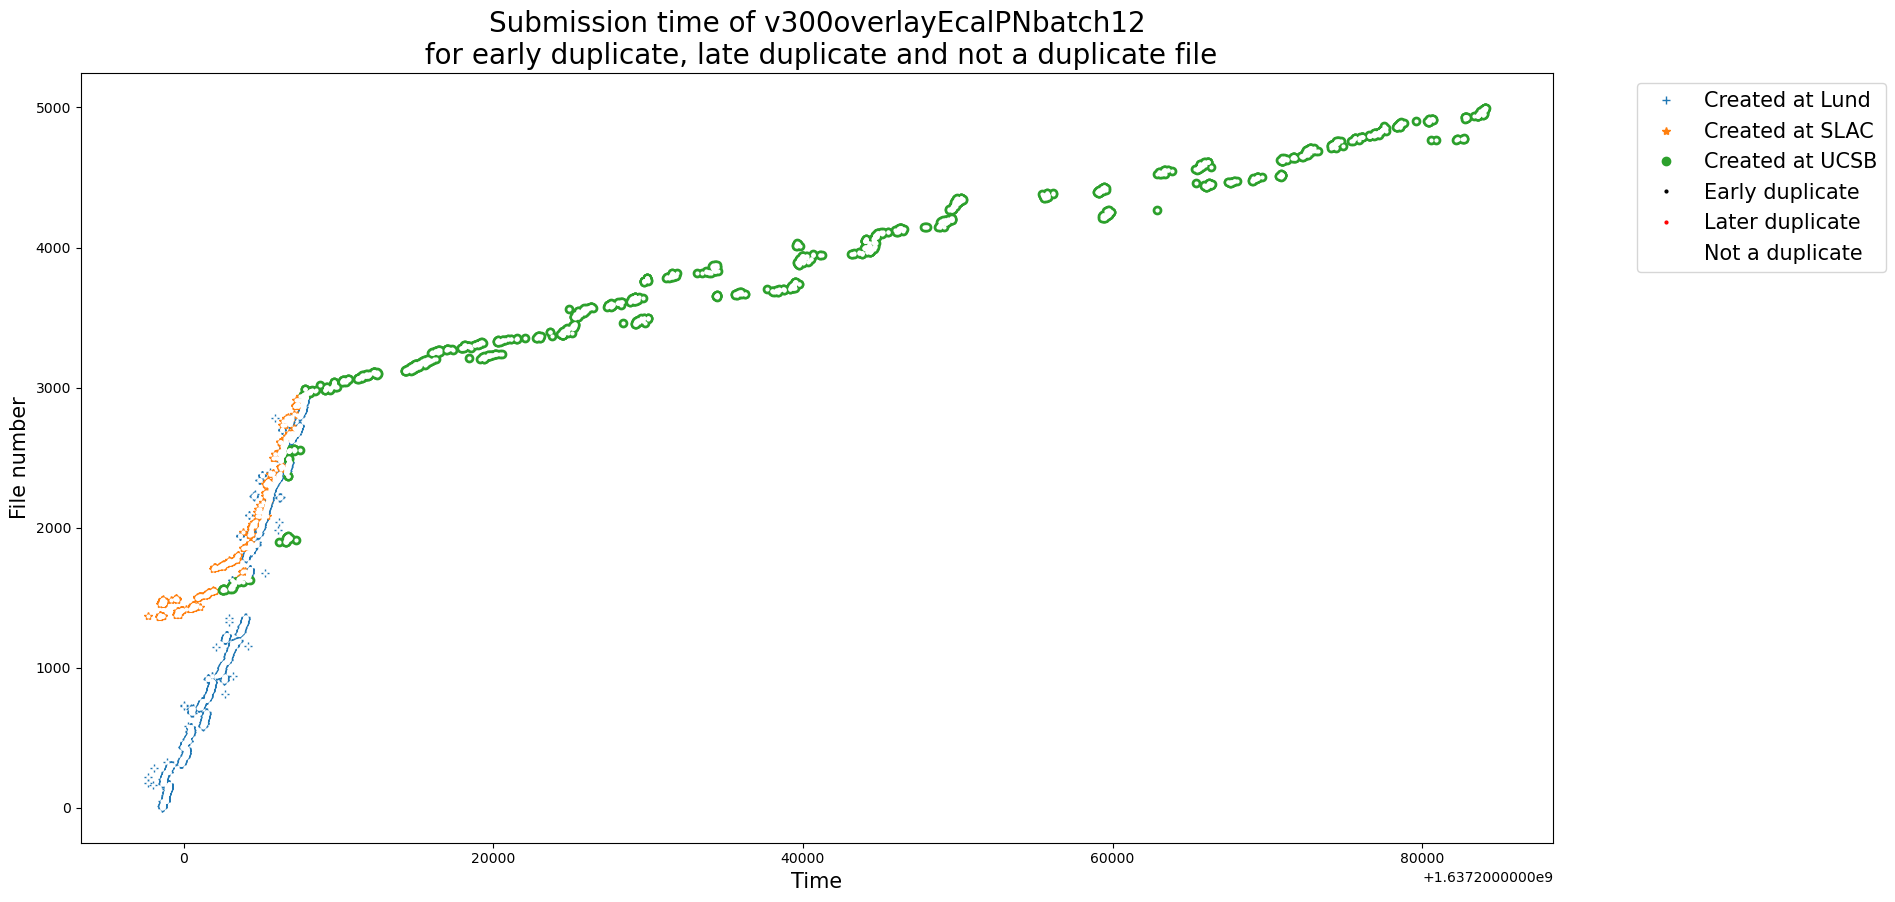 Submission time of v300overlayEcalPNbatch12
for early duplicate, late duplicate and not a duplicate file
File number
5000
4000
3000
2000
1000
0
0
20000
40000
60000
80000
+1.6372000000e9
Time
Created at Lund
Created at SLAC
Created at UCSB
Early duplicate
Later duplicate
Not a duplicate